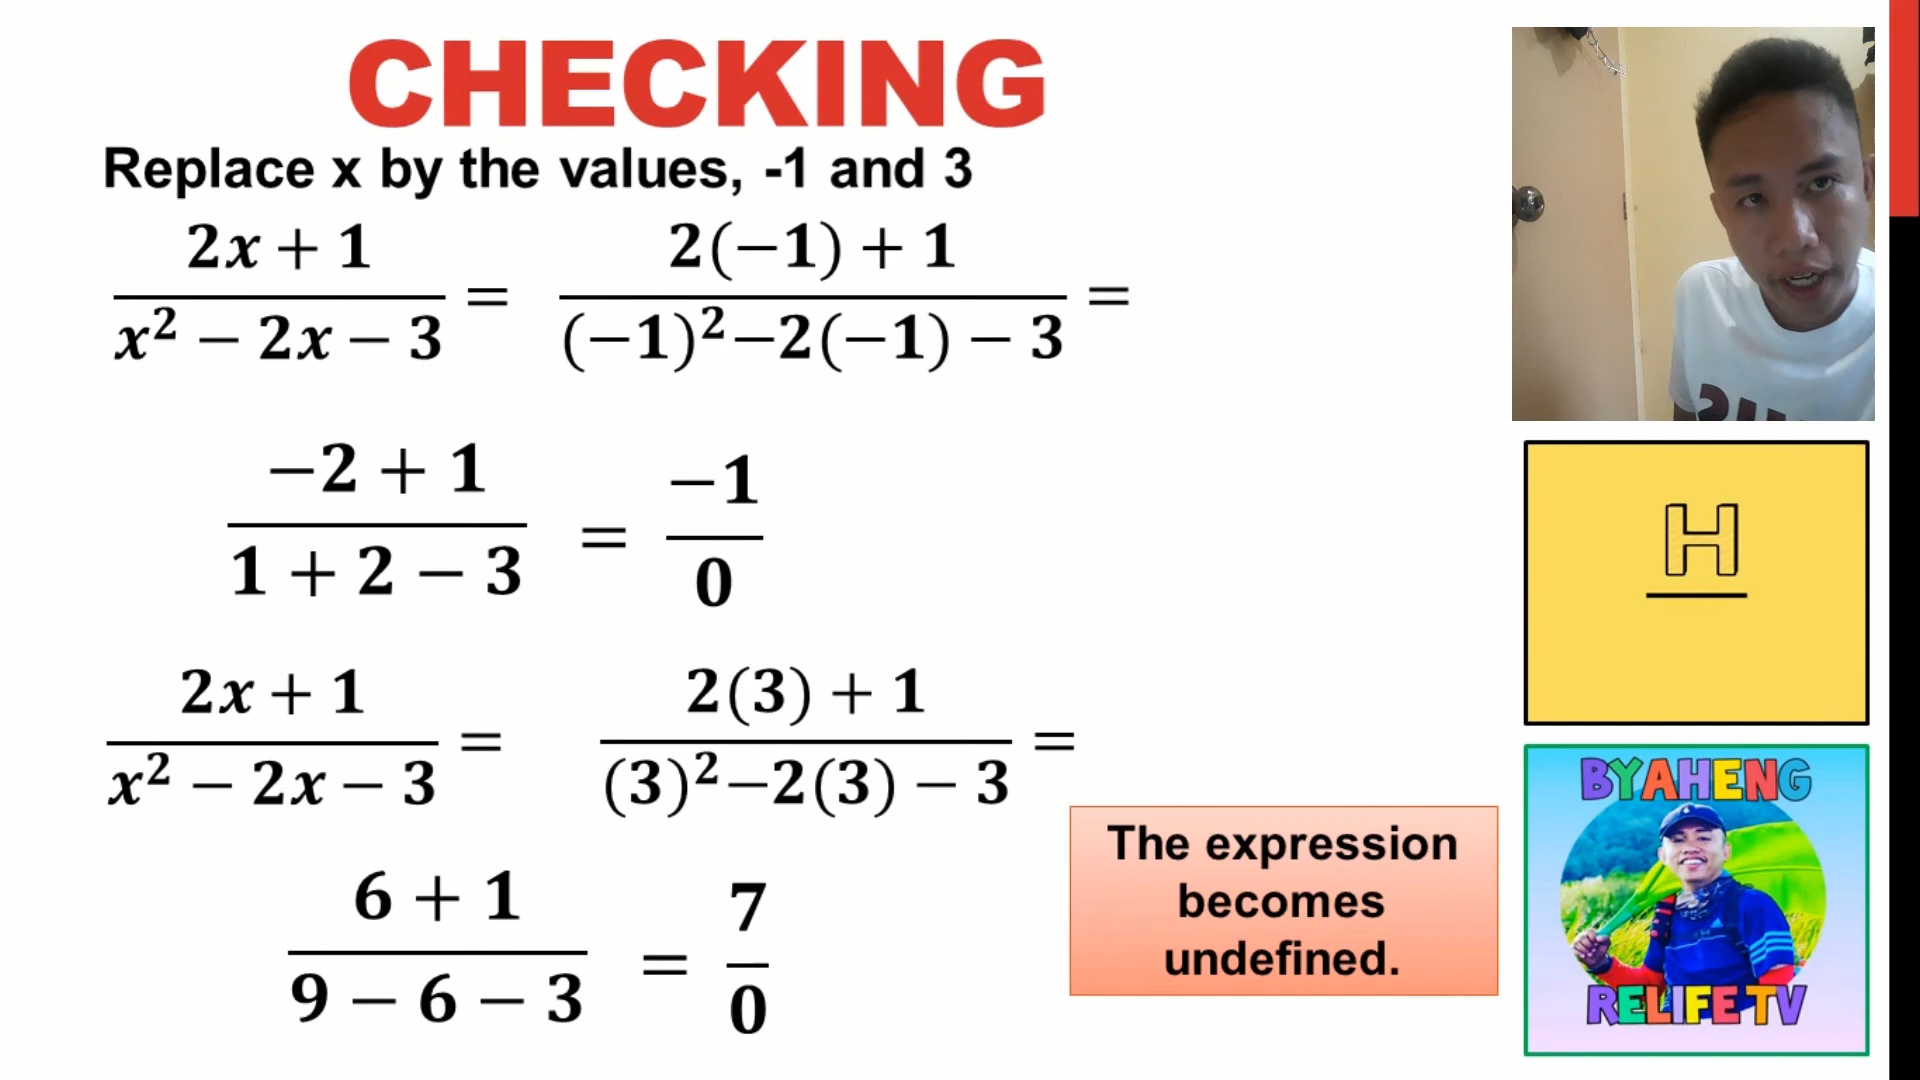 CHECKING
Replace x by the values, -1 and 3
2x + 1
x² − 2x − 3
=
2(−1) + 1
(−1)²−2(−1) − 3
=
−2 + 1
1 + 2 − 3
=
−1
0
2x + 1
x² − 2x − 3
=
2(3) + 1
(3)²−2(3) − 3
=
6 + 1
9 − 6 − 3
=
7
0
The expression
becomes
undefined.
H
BYAHENG
RELIFE TV